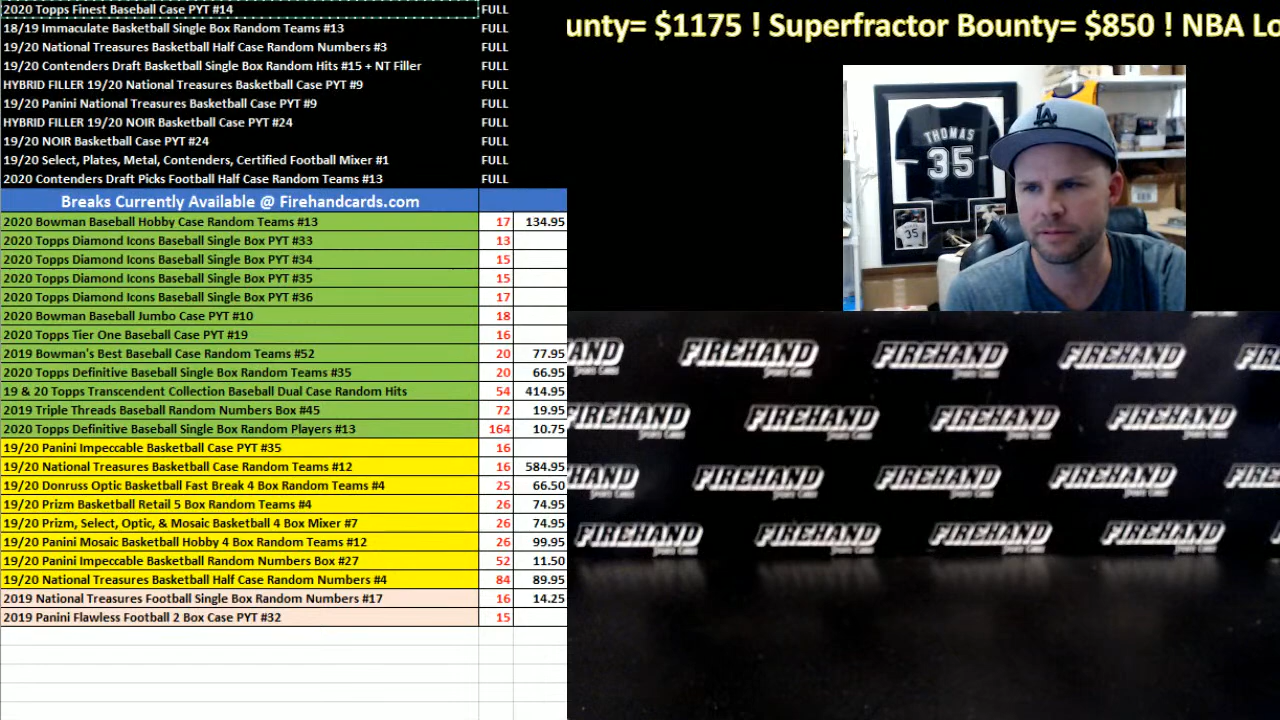 2020 Topps Finest Baseball Case PYT #14 FULL
18/19 Immaculate Basketball Single Box Random Teams #13 FULL
19/20 National Treasures Basketball Half Case Random Numbers #3 FULL
19/20 Contenders Draft Basketball Single Box Random Hits #15 + NT Filler FULL
HYBRID FILLER 19/20 National Treasures Basketball Case PYT #9 FULL
19/20 Panini National Treasures Basketball Case PYT #9 FULL
HYBRID FILLER 19/20 NOIR Basketball Case PYT #24 FULL
19/20 NOIR Basketball Case PYT #24 FULL
19/20 Select, Plates, Metal, Contenders, Certified Football Mixer #1 FULL
2020 Contenders Draft Picks Football Half Case Random Teams #13 FULL
Breaks Currently Available @ Firehandcards.com
2020 Bowman Baseball Hobby Case Random Teams #13 17 134.95
2020 Topps Diamond Icons Baseball Single Box PYT #33 13
2020 Topps Diamond Icons Baseball Single Box PYT #34 15
2020 Topps Diamond Icons Baseball Single Box PYT #35 15
2020 Topps Diamond Icons Baseball Single Box PYT #36 17
2020 Bowman Baseball Jumbo Case PYT #10 18
2020 Topps Tier One Baseball Case PYT #19 16
2019 Bowman's Best Baseball Case Random Teams #52 20 77.95
2020 Topps Definitive Baseball Single Box Random Teams #35 20 66.95
19 & 20 Topps Transcendent Collection Baseball Dual Case Random Hits 54 414.95
2019 Triple Threads Baseball Random Numbers Box #45 72 19.95
2020 Topps Definitive Baseball Single Box Random Players #13 164 10.75
19/20 Panini Impeccable Basketball Case PYT #35 16
19/20 National Treasures Basketball Case Random Teams #12 16 584.95
19/20 Donruss Optic Basketball Fast Break 4 Box Random Teams #4 25 66.50
19/20 Prizm Basketball Retail 5 Box Random Teams #4 26 74.95
19/20 Prizm, Select, Optic, & Mosaic Basketball 4 Box Mixer #7 26 74.95
19/20 Panini Mosaic Basketball Hobby 4 Box Random Teams #12 26 99.95
19/20 Panini Impeccable Basketball Random Numbers Box #27 52 11.50
19/20 National Treasures Basketball Half Case Random Numbers #4 84 89.95
2019 National Treasures Football Single Box Random Numbers #17 16 14.25
2019 Panini Flawless Football 2 Box Case PYT #32 15
unty= $1175 ! Superfractor Bounty= $850 ! NBA Lo
THOMAS
35
35
LA
HAND FIREHAND FIREHAND FIREHAND FIREH
FIREHAND FIREHAND FIREHAND FIREHAND
HAND FIREHAND FIREHAND FIREHAND FIRE
FIREHAND FIREHAND FIREHAND FIREHAND